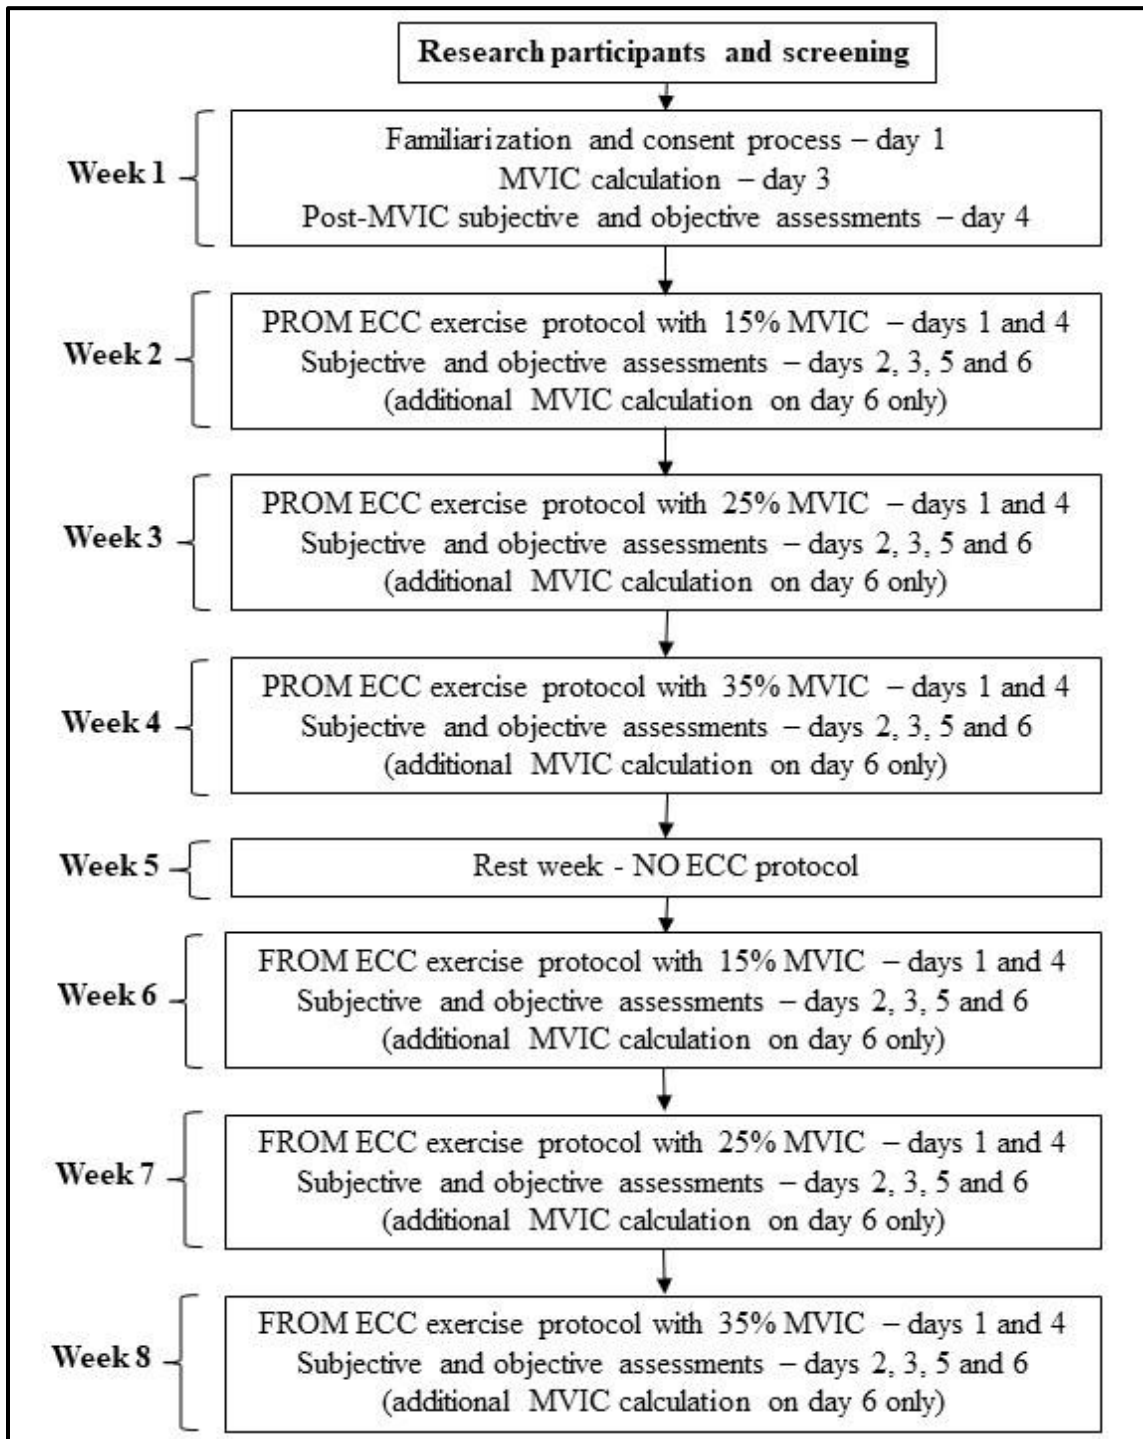 Research participants and screening
Week 1
Familiarization and consent process – day 1
MVIC calculation – day 3
Post-MVIC subjective and objective assessments – day 4
Week 2
PROM ECC exercise protocol with 15% MVIC – days 1 and 4
Subjective and objective assessments – days 2, 3, 5 and 6
(additional MVIC calculation on day 6 only)
Week 3
PROM ECC exercise protocol with 25% MVIC – days 1 and 4
Subjective and objective assessments – days 2, 3, 5 and 6
(additional MVIC calculation on day 6 only)
Week 4
PROM ECC exercise protocol with 35% MVIC – days 1 and 4
Subjective and objective assessments – days 2, 3, 5 and 6
(additional MVIC calculation on day 6 only)
Week 5
Rest week - NO ECC protocol
Week 6
FROM ECC exercise protocol with 15% MVIC – days 1 and 4
Subjective and objective assessments – days 2, 3, 5 and 6
(additional MVIC calculation on day 6 only)
Week 7
FROM ECC exercise protocol with 25% MVIC – days 1 and 4
Subjective and objective assessments – days 2, 3, 5 and 6
(additional MVIC calculation on day 6 only)
Week 8
FROM ECC exercise protocol with 35% MVIC – days 1 and 4
Subjective and objective assessments – days 2, 3, 5 and 6
(additional MVIC calculation on day 6 only)